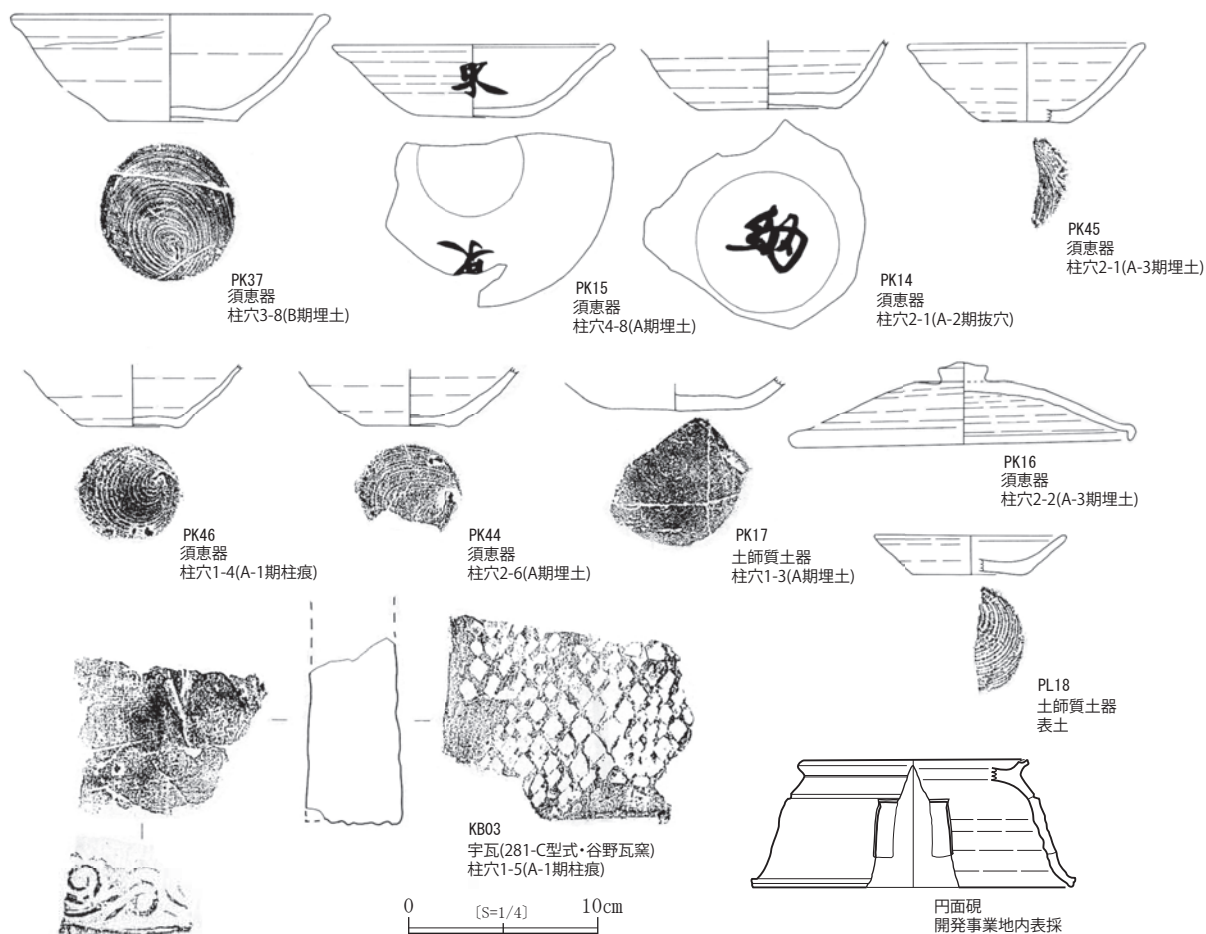 PK37
須恵器
柱穴3-8(B期埋土)
PK15
須恵器
柱穴4-8(A期埋土)
納
PK14
須恵器
柱穴2-1(A-2期抜穴)
PK45
須恵器
柱穴2-1(A-3期埋土)
PK46
須恵器
柱穴1-4(A-1期柱痕)
PK44
須恵器
柱穴2-6(A期埋土)
PK17
土師質土器
柱穴1-3(A期埋土)
PK16
須恵器
柱穴2-2(A-3期埋土)
PL18
土師質土器
表土
KB03
宇瓦(281-C型式・谷野瓦窯)
柱穴1-5(A-1期柱痕)
0 [S=1/4] 10cm
円面硯
開発事業地内表採